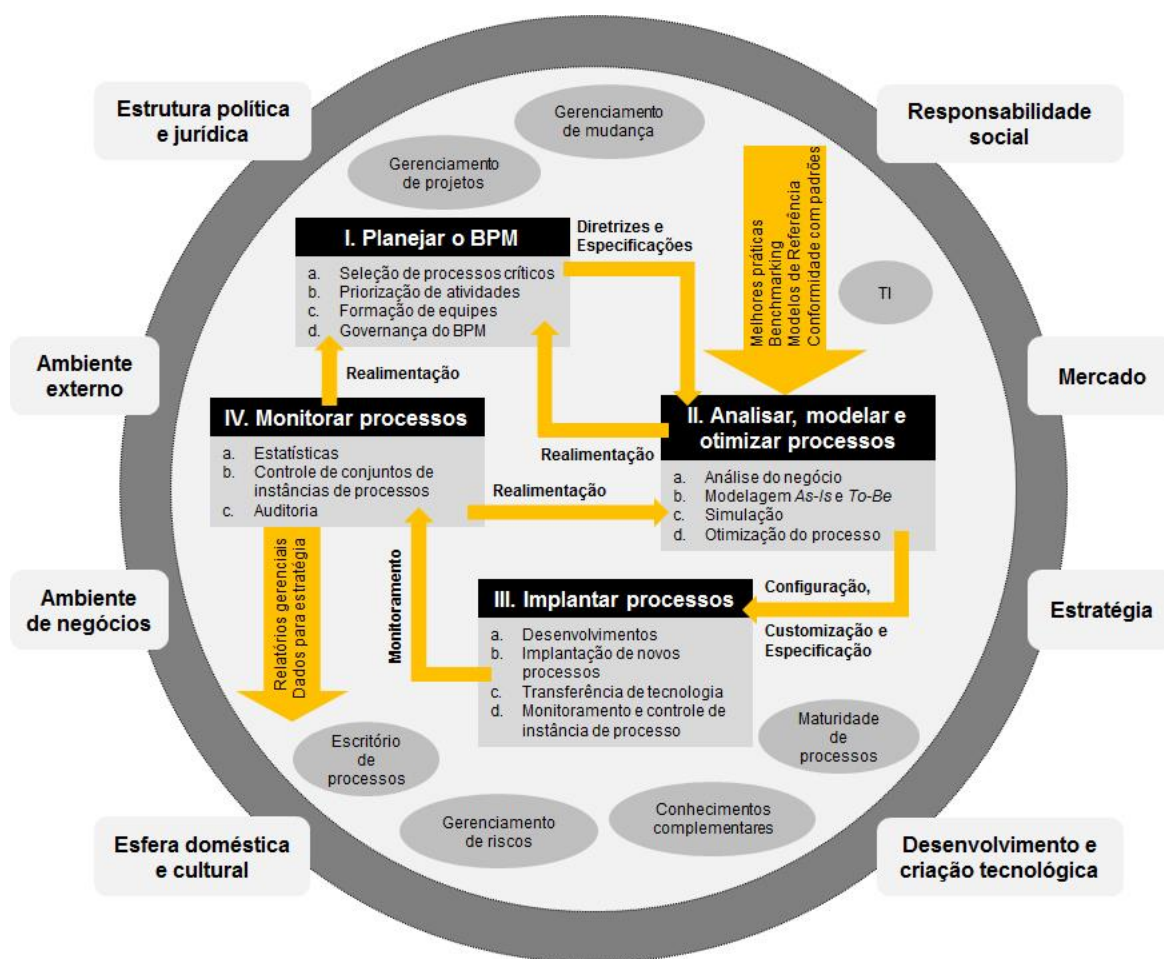 Estrutura política
e jurídica
Responsabilidade
social
Gerenciamento
de mudança
Gerenciamento
de projetos
Melhores práticas
Benchmarking
Modelos de Referência
Conformidade com padrões
TI
I. Planejar o BPM
a. Seleção de processos críticos
b. Priorização de atividades
c. Formação de equipes
d. Governança do BPM
Diretrizes e
Especificações
Ambiente
externo
Mercado
Realimentação
IV. Monitorar processos
a. Estatísticas
b. Controle de conjuntos de
instâncias de processos
c. Auditoria
Realimentação
Realimentação
II. Analisar, modelar e
otimizar processos
a. Análise do negócio
b. Modelagem As-Is e To-Be
c. Simulação
d. Otimização do processo
Ambiente
de negócios
Estratégia
Relatórios gerenciais
Dados para estratégia
Monitoramento
III. Implantar processos
a. Desenvolvimentos
b. Implantação de novos
processos
c. Transferência de tecnologia
d. Monitoramento e controle de
instância de processo
Configuração,
Customização e
Especificação
Escritório
de
processos
Maturidade
de
processos
Gerenciamento
de riscos
Conhecimentos
complementares
Esfera doméstica
e cultural
Desenvolvimento e
criação tecnológica